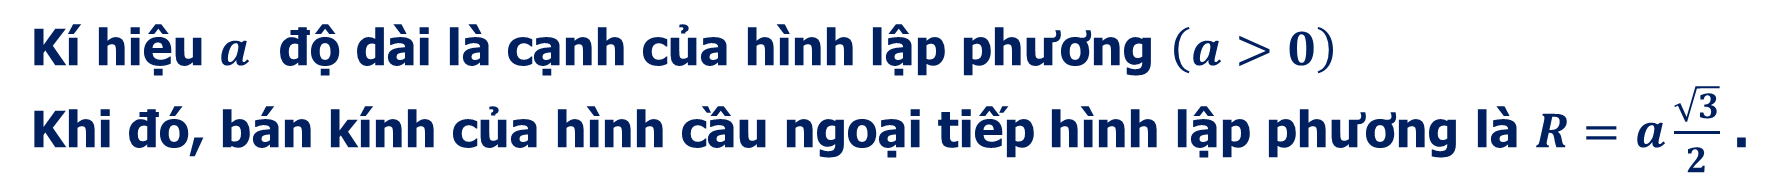 Kí hiệu a độ dài là cạnh của hình lập phương (a > 0)
Khi đó, bán kính của hình cầu ngoại tiếp hình lập phương là R = a √3/2 .